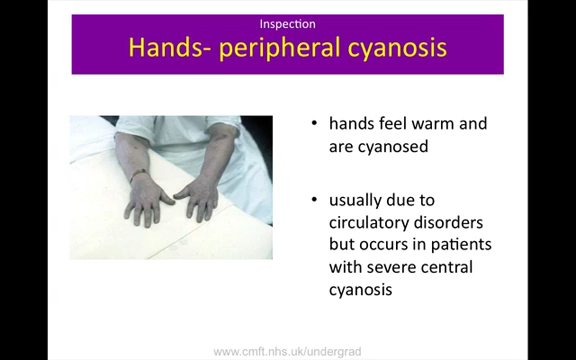 Inspection
Hands- peripheral cyanosis
• hands feel warm and
are cyanosed
• usually due to
circulatory disorders
but occurs in patients
with severe central
cyanosis
www.cmft.nhs.uk/undergrad